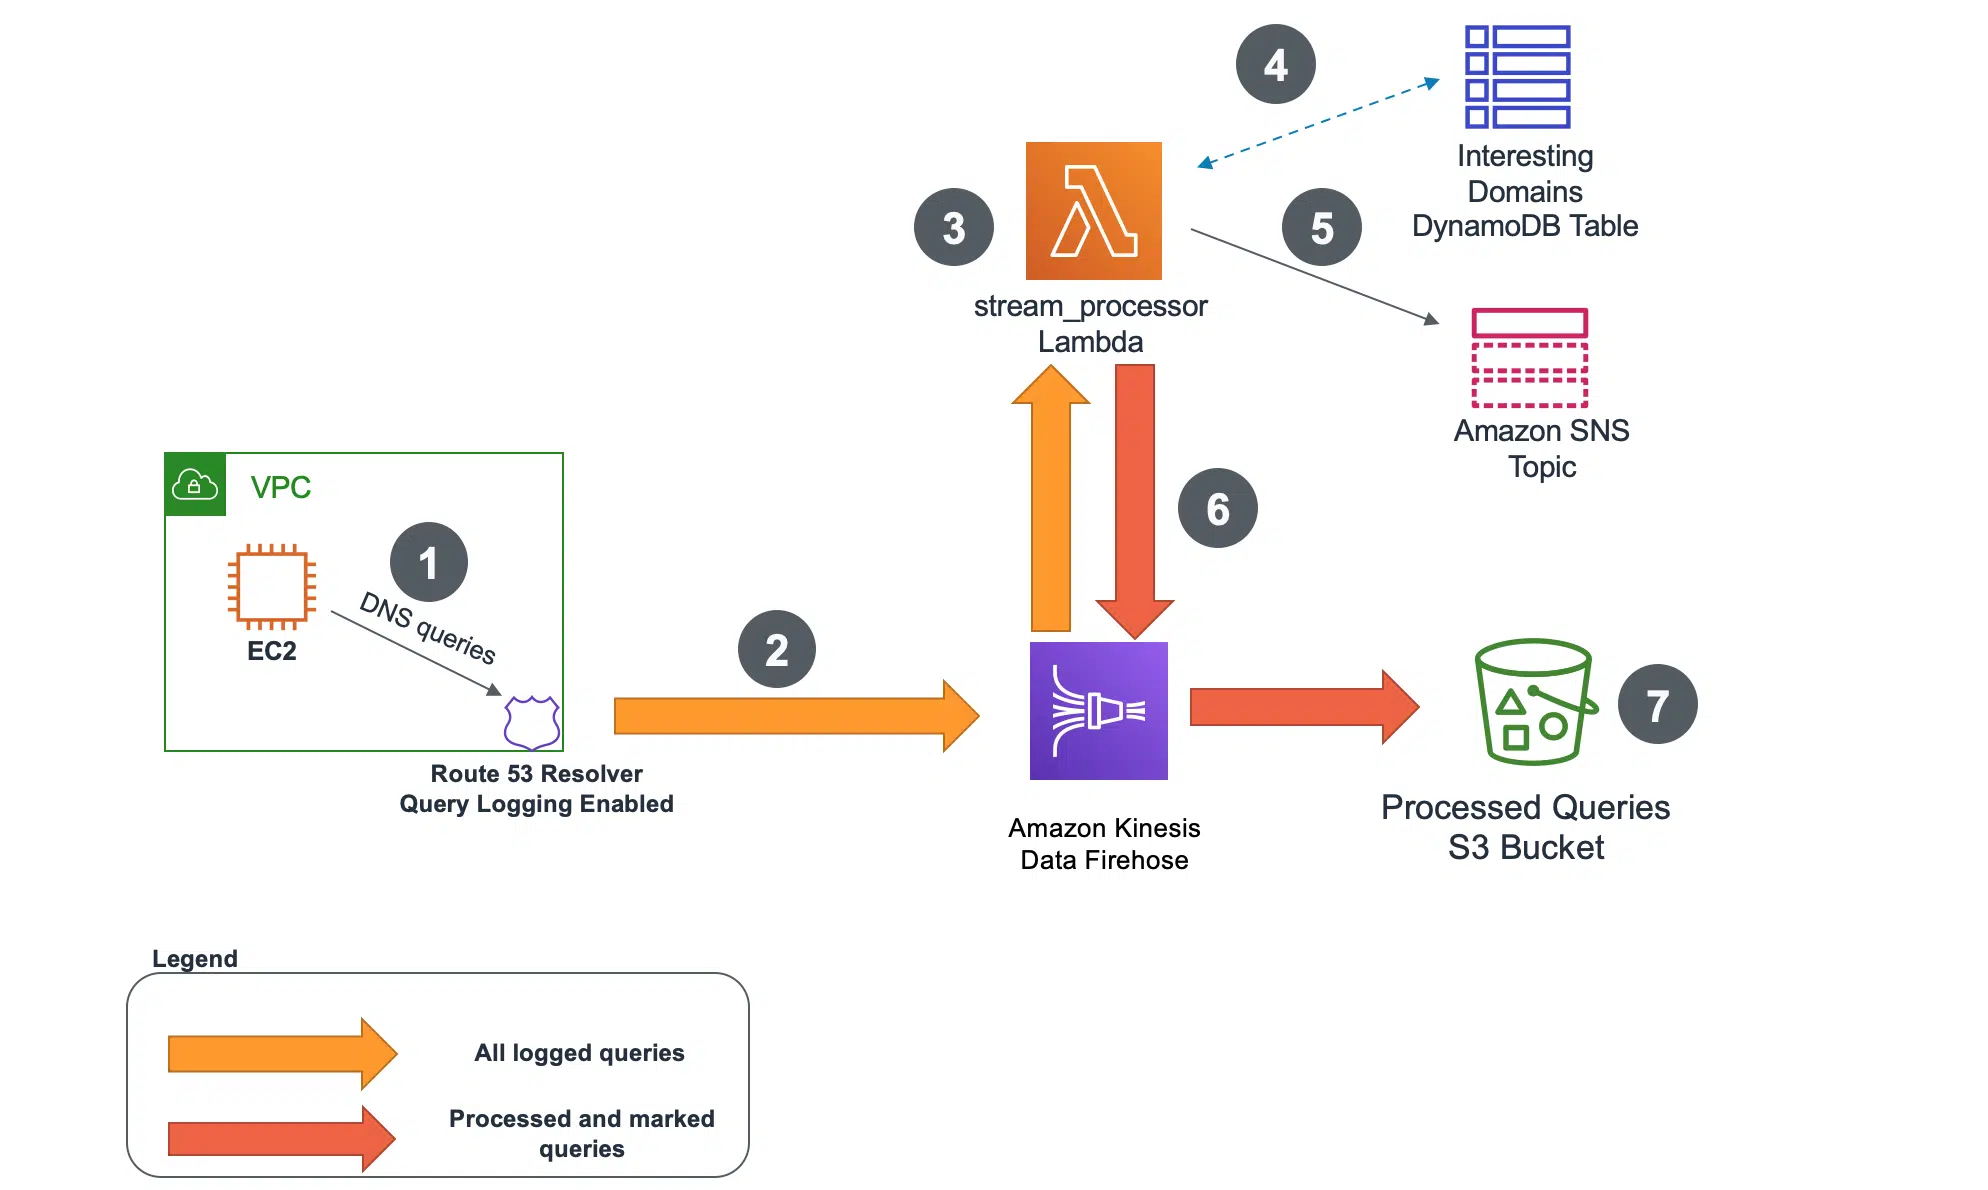 4
Interesting
Domains
DynamoDB Table
3
5
stream_processor
Lambda
Amazon SNS
Topic
VPC
1
DNS queries
EC2
6
2
7
Route 53 Resolver
Query Logging Enabled
Amazon Kinesis
Data Firehose
Processed Queries
S3 Bucket
Legend
All logged queries
Processed and marked
queries